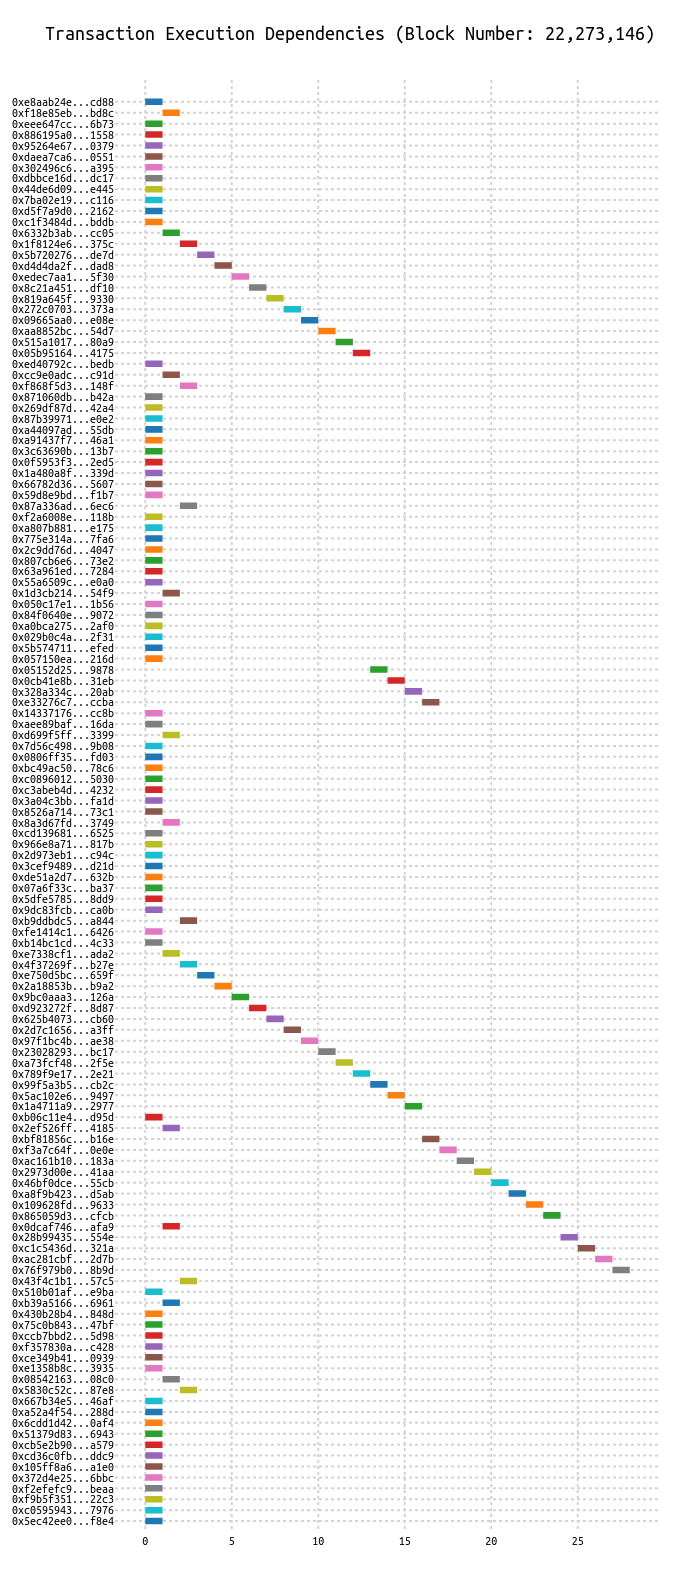 Transaction Execution Dependencies (Block Number: 22,273,146)
0xe8aab24e...cd88
0xf18e85eb...bd8c
0xeee647cc...6b73
0x886195a0...1558
0x95264e67...0379
0xdaea7ca6...0551
0x302496c6...a395
0xdbbce16d...dc17
0x44de6d09...e445
0x7ba02e19...c116
0xd5f7a9d0...2162
0xc1f3484d...bddb
0x6332b3ab...cc05
0x1f8124e6...375c
0x5b720276...de7d
0xd4d4da2f...dad8
0xedec7aa1...5f30
0x8c21a451...df10
0x819a645f...9330
0x272c0703...373a
0x09665aa0...e08e
0xaa8852bc...54d7
0x515a1017...80a9
0x05b95164...4175
0xed40792c...bedb
0xcc9e0adc...c91d
0xf868f5d3...148f
0x871060db...b42a
0x269df87d...42a4
0x87b39971...e0e2
0xa44097ad...55db
0xa91437f7...46a1
0x3c63690b...13b7
0x0f5953f3...2ed5
0x1a480a8f...339d
0x66782d36...5607
0x59d8e9bd...f1b7
0x87a336ad...6ec6
0xf2a6008e...118b
0xa807b881...e175
0x775e314a...7fa6
0x2c9dd76d...4047
0x807cb6e6...73e2
0x63a961ed...7284
0x55a6509c...e0a0
0x1d3cb214...54f9
0x050c17e1...1b56
0x84f0640e...9072
0xa0bca275...2af0
0x029b0c4a...2f31
0x5b574711...efed
0x057150ea...216d
0x05152d25...9878
0x0cb41e8b...31eb
0x328a334c...20ab
0xe33276c7...ccba
0x14337176...cc8b
0xaee89baf...16da
0xd699f5ff...3399
0x7d56c498...9b08
0x0806ff35...fd03
0xbc49ac50...78c6
0xc0896012...5030
0xc3abeb4d...4232
0x3a04c3bb...fa1d
0x8526a714...73c1
0x8a3d67fd...3749
0xcd139681...6525
0x966e8a71...817b
0x2d973eb1...c94c
0x3cef9489...d21d
0xde51a2d7...632b
0x07a6f33c...ba37
0x5dfe5785...8dd9
0x9dc83fcb...ca0b
0xb9ddbdc5...a844
0xfe1414c1...6426
0xb14bc1cd...4c33
0xe7338cf1...ada2
0x4f37269f...b27e
0xe750d5bc...659f
0x2a18853b...b9a2
0x9bc0aaa3...126a
0xd923272f...8d87
0x625b4073...cb60
0x2d7c1656...a3ff
0x97f1bc4b...ae38
0x23028293...bc17
0xa73fcf48...2f5e
0x789f9e17...2e21
0x99f5a3b5...cb2c
0x5ac102e6...9497
0x1a4711a9...2977
0xb06c11e4...d95d
0x2ef526ff...4185
0xbf81856c...b16e
0xf3a7c64f...0e0e
0xac161b10...183a
0x2973d00e...41aa
0x46bf0dce...55cb
0xa8f9b423...d5ab
0x109628fd...9633
0x865059d3...cfcb
0x0dcaf746...afa9
0x28b99435...554e
0xc1c5436d...321a
0xac281cbf...2d7b
0x76f979b0...8b9d
0x43f4c1b1...57c5
0x510b01af...e9ba
0xb39a5166...6961
0x430b28b4...848d
0x75c0b843...47bf
0xccb7bbd2...5d98
0xf357830a...c428
0xce349b41...0939
0xe1358b8c...3935
0x08542163...08c0
0x5830c52c...87e8
0x667b34e5...46af
0xa52a4f54...288d
0x6cdd1d42...0af4
0x51379d83...6943
0xcb5e2b90...a579
0xcd36c0fb...ddc9
0x105ff8a6...a1e0
0x372d4e25...6bbc
0xf2efefc9...beaa
0xf9b5f351...22c3
0xc0595943...7976
0x5ec42ee0...f8e4
0 5 10 15 20 25